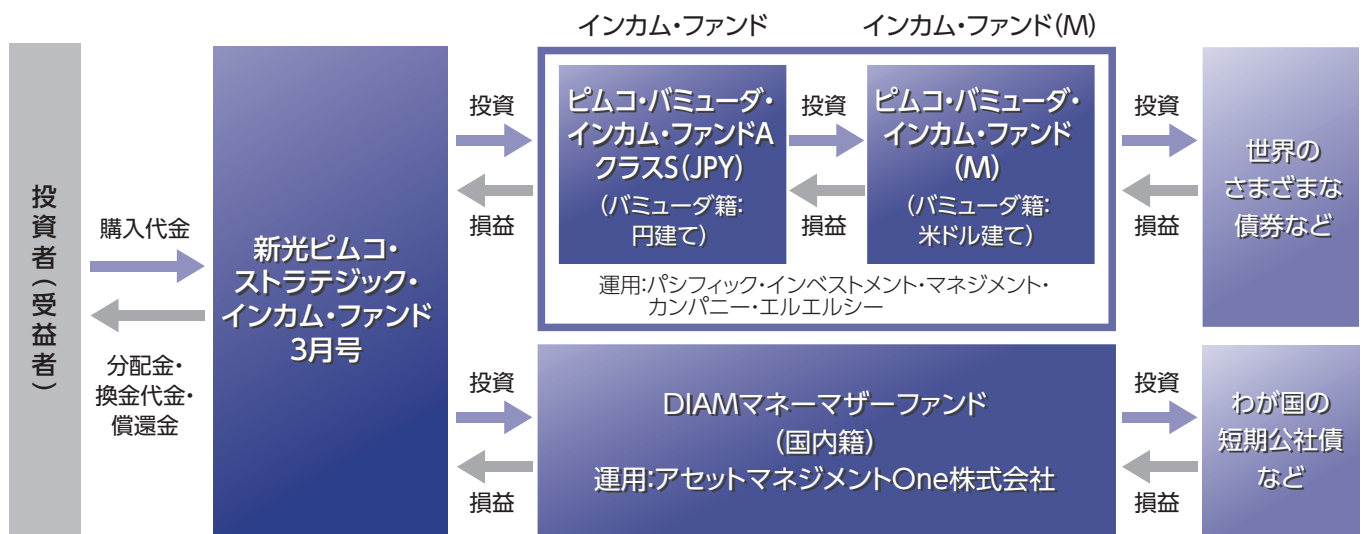 インカム・ファンド
インカム・ファンド(M)
投資者(受益者)
購入代金
分配金・
換金代金・
償還金
新光ピムコ・
ストラテジック・
インカム・ファンド
3月号
投資
損益
ピムコ・バミューダ・
インカム・ファンドA
クラスS(JPY)
(バミューダ籍:
円建て)
投資
損益
ピムコ・バミューダ・
インカム・ファンド
(M)
(バミューダ籍:
米ドル建て)
運用:パシフィック・インベストメント・マネジメント・
カンパニー・エルエルシー
投資
損益
世界の
さまざまな
債券など
投資
損益
DIAMマネーマザーファンド
(国内籍)
運用:アセットマネジメントOne株式会社
投資
損益
わが国の
短期公社債
など